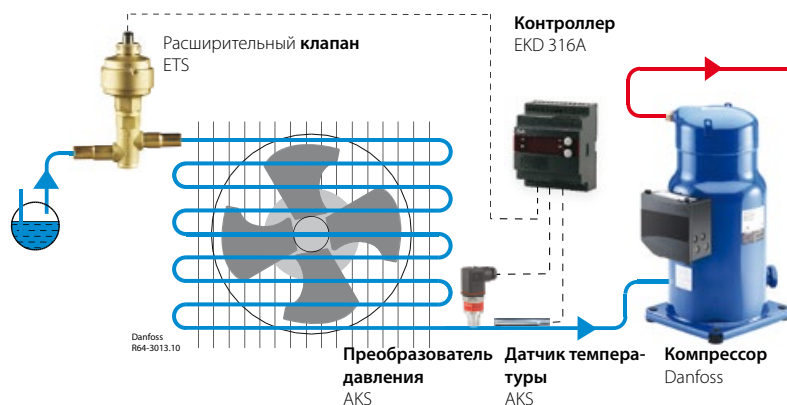 Контроллер
EKD 316A
Расширительный клапан
ETS
Danfoss
R64-3013.10
Преобразователь
давления
AKS
Датчик темпера-
туры
AKS
Компрессор
Danfoss